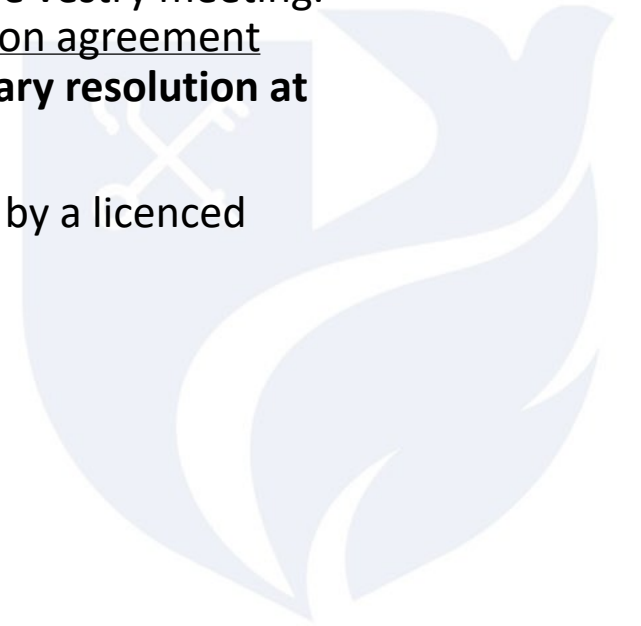 vestry meeting.
on agreement
ary resolution at
by a licenced